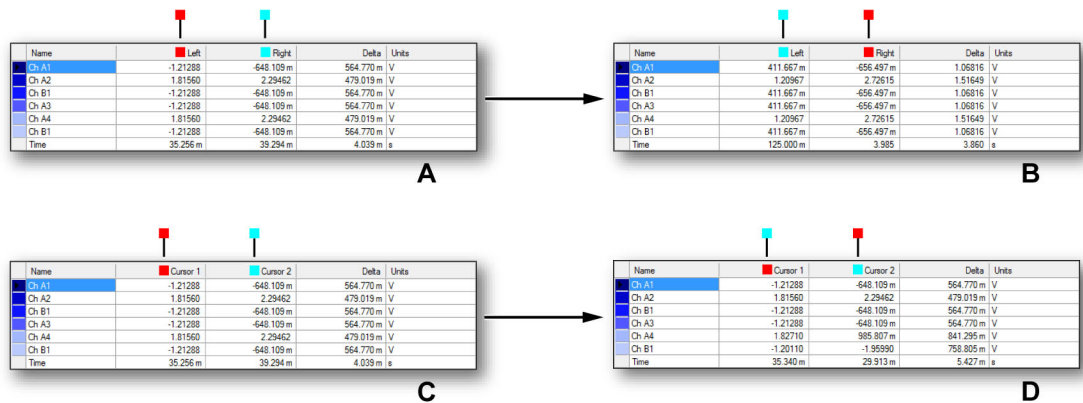 Name Left Right Delta Units
Ch A1 -1.21288 -648.109 m 564.770 m V
Ch A2 1.81560 2.29462 479.019 m V
Ch B1 -1.21288 -648.109 m 564.770 m V
Ch A3 -1.21288 -648.109 m 564.770 m V
Ch A4 1.81560 2.29462 479.019 m V
Ch B1 -1.21288 -648.109 m 564.770 m V
Time 35.256 m 39.294 m 4.039 m s
A
Name Left Right Delta Units
Ch A1 411.667 m -656.497 m 1.06816 V
Ch A2 1.20967 2.72615 1.51649 V
Ch B1 411.667 m -656.497 m 1.06816 V
Ch A3 411.667 m -656.497 m 1.06816 V
Ch A4 1.20967 2.72615 1.51649 V
Ch B1 411.667 m -656.497 m 1.06816 V
Time 125.000 m 3.985 3.860 s
B
Name Cursor 1 Cursor 2 Delta Units
Ch A1 -1.21288 -648.109 m 564.770 m V
Ch A2 1.81560 2.29462 479.019 m V
Ch B1 -1.21288 -648.109 m 564.770 m V
Ch A3 -1.21288 -648.109 m 564.770 m V
Ch A4 1.81560 2.29462 479.019 m V
Ch B1 -1.21288 -648.109 m 564.770 m V
Time 35.256 m 39.294 m 4.039 m s
C
Name Cursor 1 Cursor 2 Delta Units
Ch A1 -1.21288 -648.109 m 564.770 m V
Ch A2 1.81560 2.29462 479.019 m V
Ch B1 -1.21288 -648.109 m 564.770 m V
Ch A3 -1.21288 -648.109 m 564.770 m V
Ch A4 1.82710 985.807 m 841.295 m V
Ch B1 -1.20110 -1.95990 758.805 m V
Time 35.340 m 29.913 m 5.427 m s
D